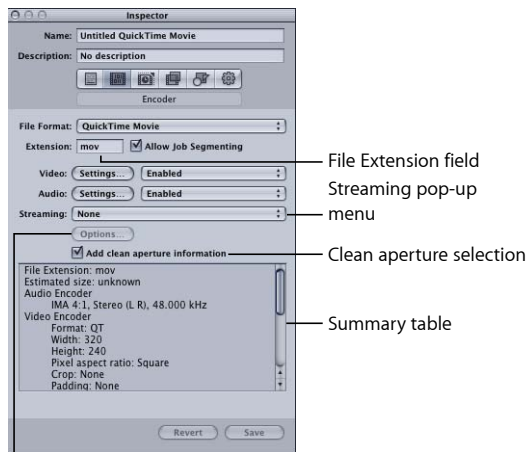 Inspector
Name: Untitled QuickTime Movie
Description: No description
Encoder
File Format: QuickTime Movie
Extension: mov Allow Job Segmenting
File Extension field
Video: Settings... Enabled
Audio: Settings... Enabled
Streaming pop-up
menu
Streaming: None
Options...
Add clean aperture information
Clean aperture selection
File Extension: mov
Estimated size: unknown
Audio Encoder
IMA 4:1, Stereo (L R), 48.000 kHz
Video Encoder
Format: QT
Width: 320
Height: 240
Pixel aspect ratio: Square
Crop: None
Padding: None
Summary table
Revert Save